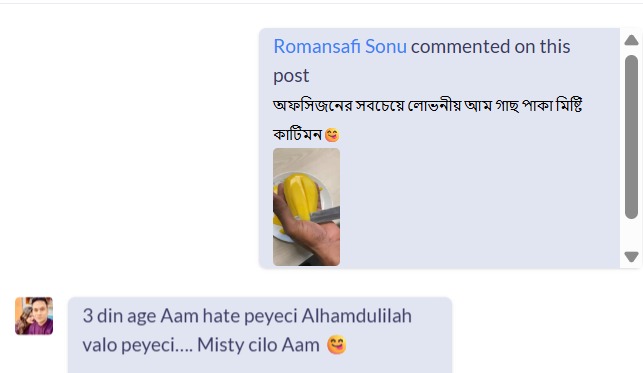 Romansafi Sonu commented on this
post
অফসিজনের সবচেয়ে লোভনীয় আম গাছ পাকা মিষ্টি
কাটিমন😋
3 din age Aam hate peyeci Alhamdulilah
valo peyeci.... Misty cilo Aam 😋